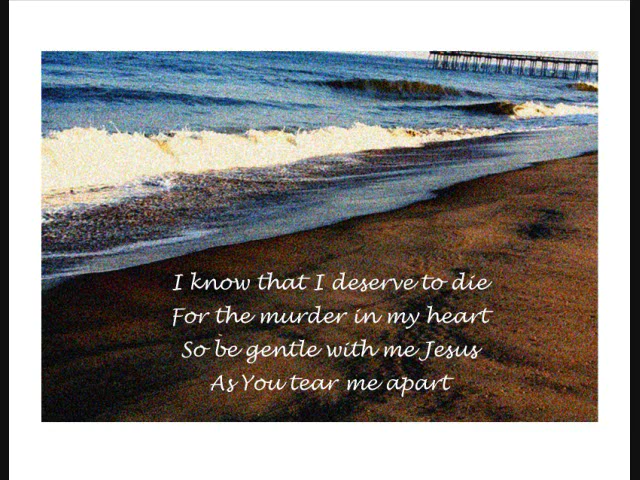 I know that I deserve to die
For the murder in my heart
So be gentle with me Jesus
As You tear me apart